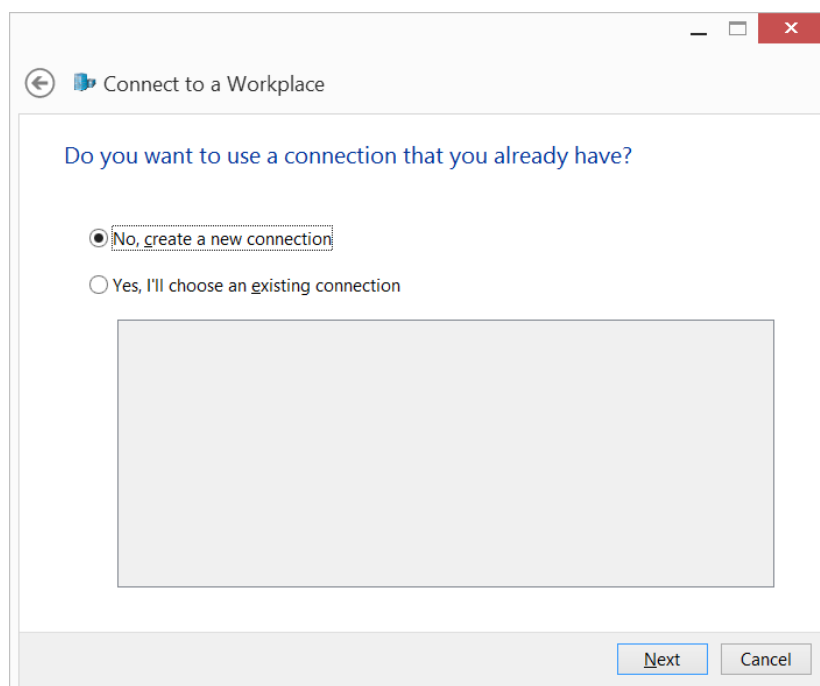 Connect to a Workplace
Do you want to use a connection that you already have?
No, create a new connection
Yes, I'll choose an existing connection
Next Cancel